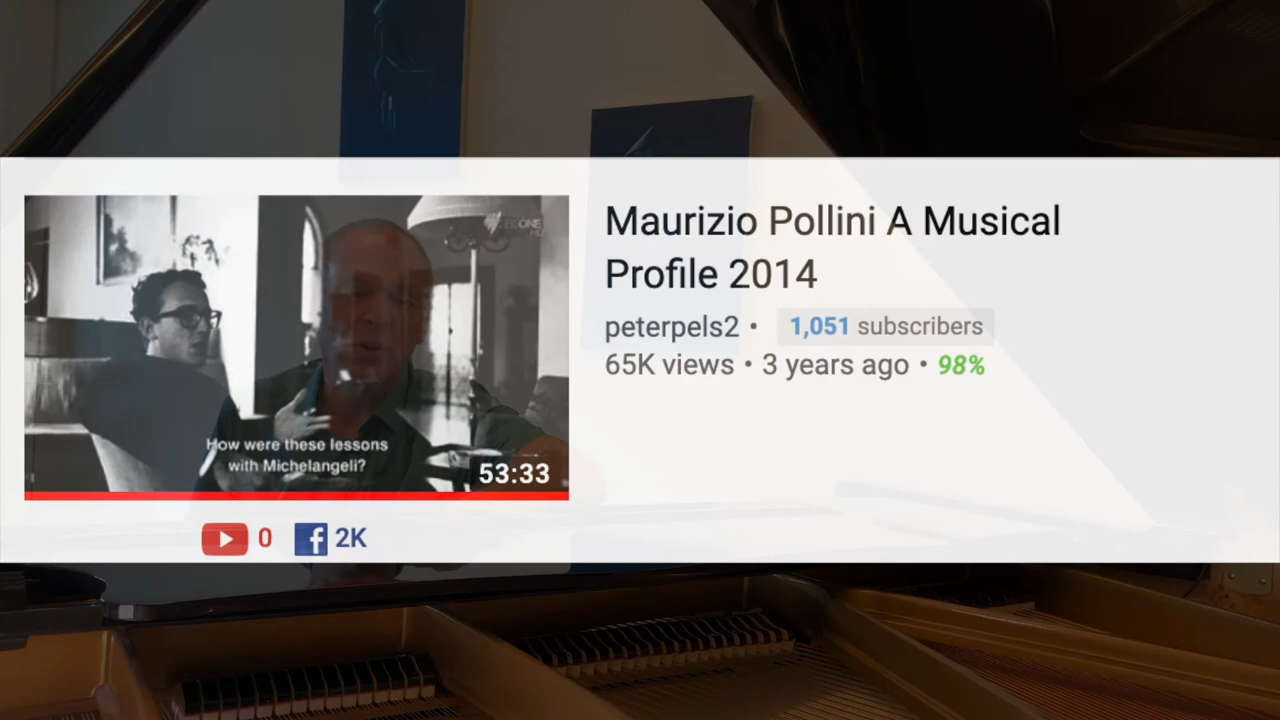 Maurizio Pollini A Musical
Profile 2014
peterpels2 • 1,051 subscribers
65K views • 3 years ago • 98%
How were these lessons
with Michelangeli?
53:33
0 2K